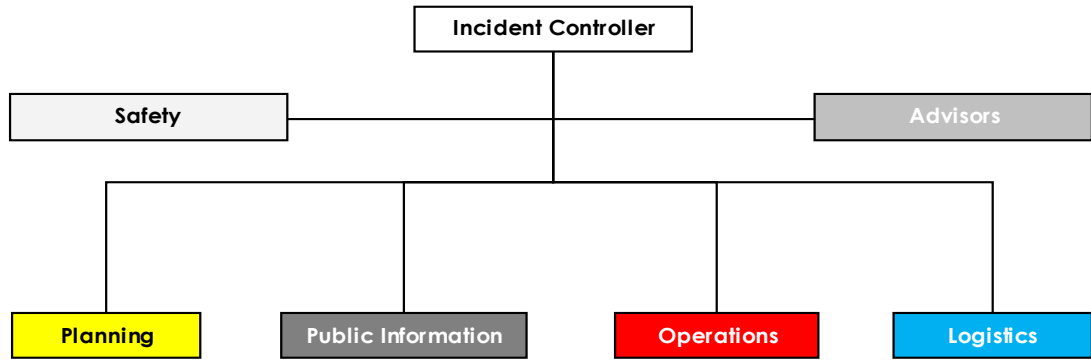 Incident Controller
Safety
Advisors
Planning
Public Information
Operations
Logistics